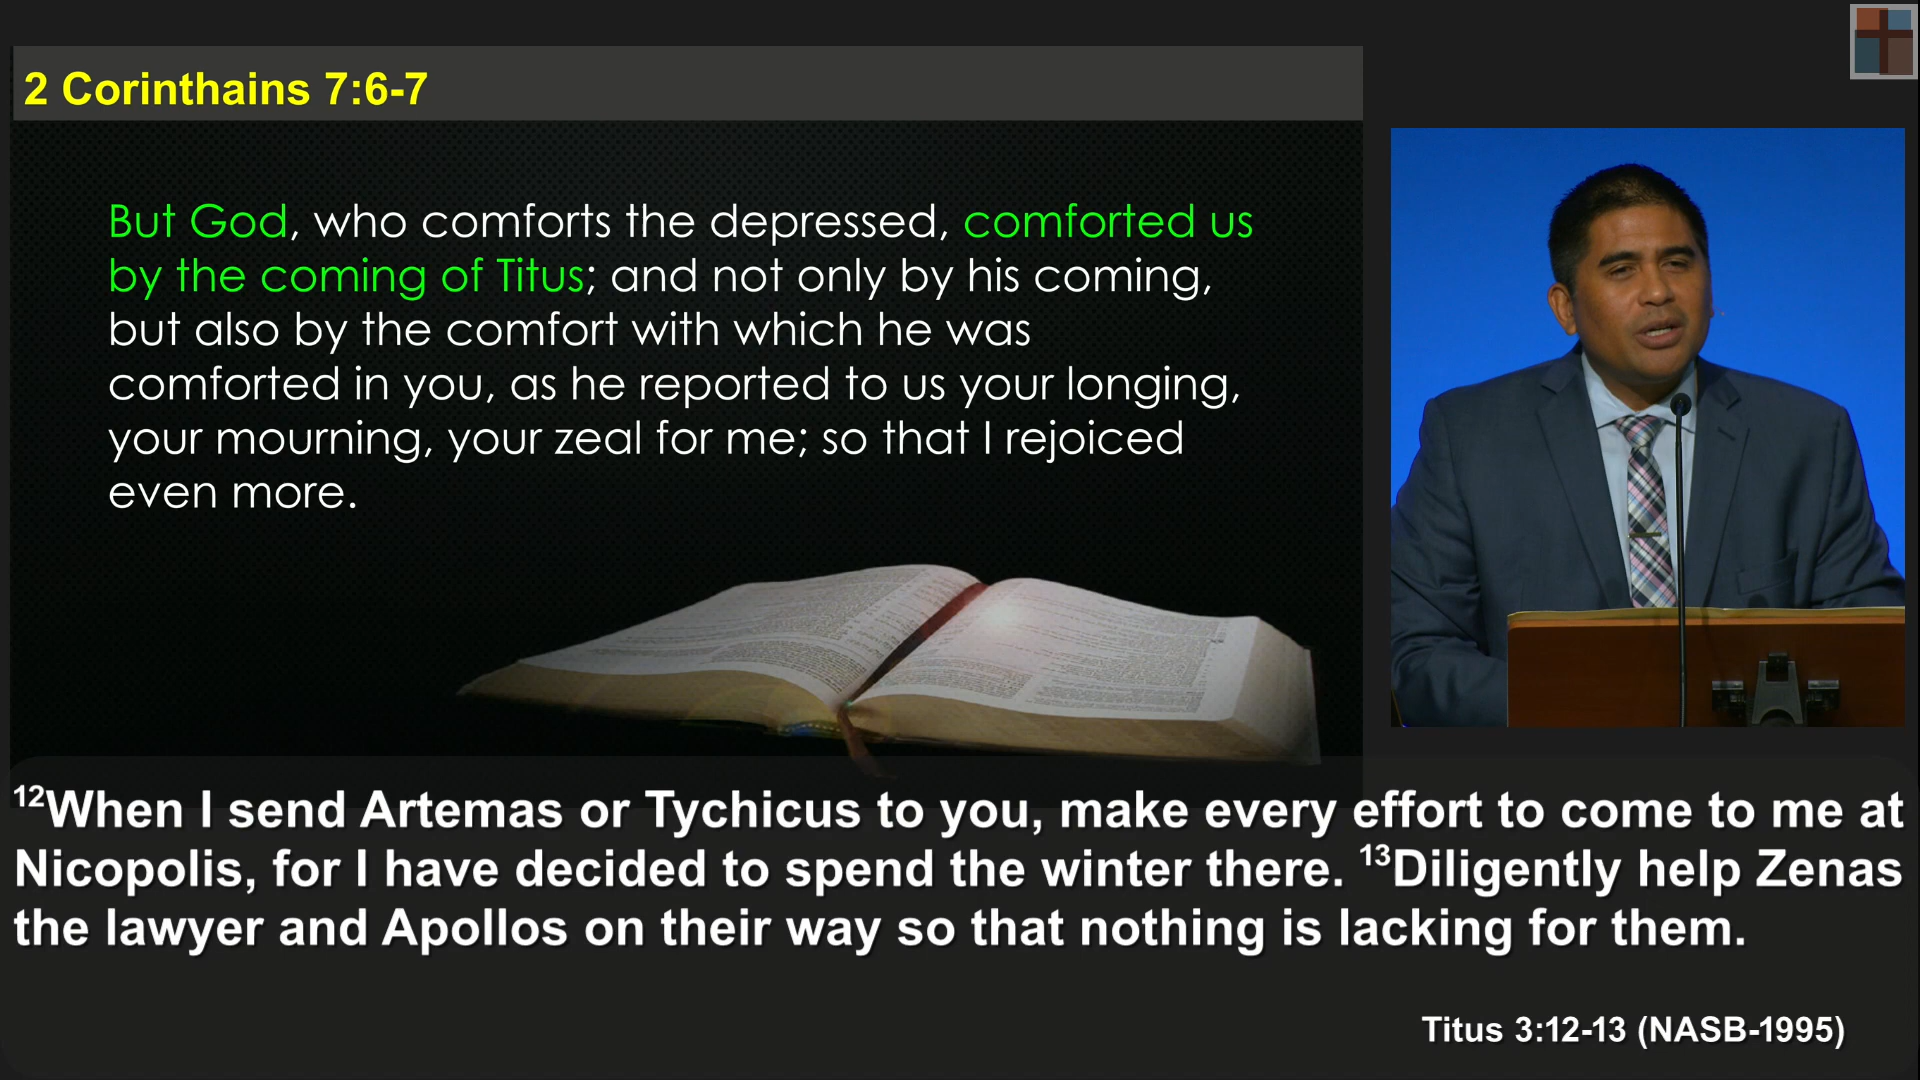 2 Corinthains 7:6-7
But God, who comforts the depressed, comforted us
by the coming of Titus; and not only by his coming,
but also by the comfort with which he was
comforted in you, as he reported to us your longing,
your mourning, your zeal for me; so that I rejoiced
even more.
12When I send Artemas or Tychicus to you, make every effort to come to me at
Nicopolis, for I have decided to spend the winter there. 13Diligently help Zenas
the lawyer and Apollos on their way so that nothing is lacking for them.
Titus 3:12-13 (NASB-1995)